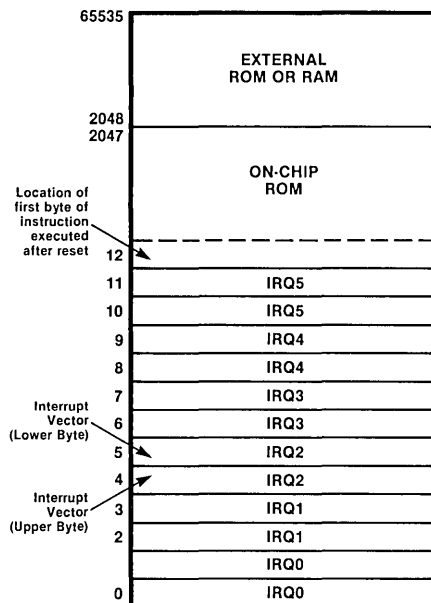 65535
EXTERNAL
ROM OR RAM
2048
2047
ON-CHIP
ROM
Location of
first byte of
instruction
executed
after reset
12
11 IRQ5
10 IRQ5
9 IRQ4
8 IRQ4
7 IRQ3
6 IRQ3
Interrupt
Vector
(Lower Byte)
5 IRQ2
4 IRQ2
Interrupt
Vector
(Upper Byte)
3 IRQ1
2 IRQ1
IRQ0
0 IRQ0